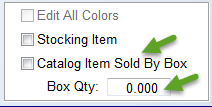 Edit All Colors
Stocking Item
Catalog Item Sold By Box
Box Qty: 0.000